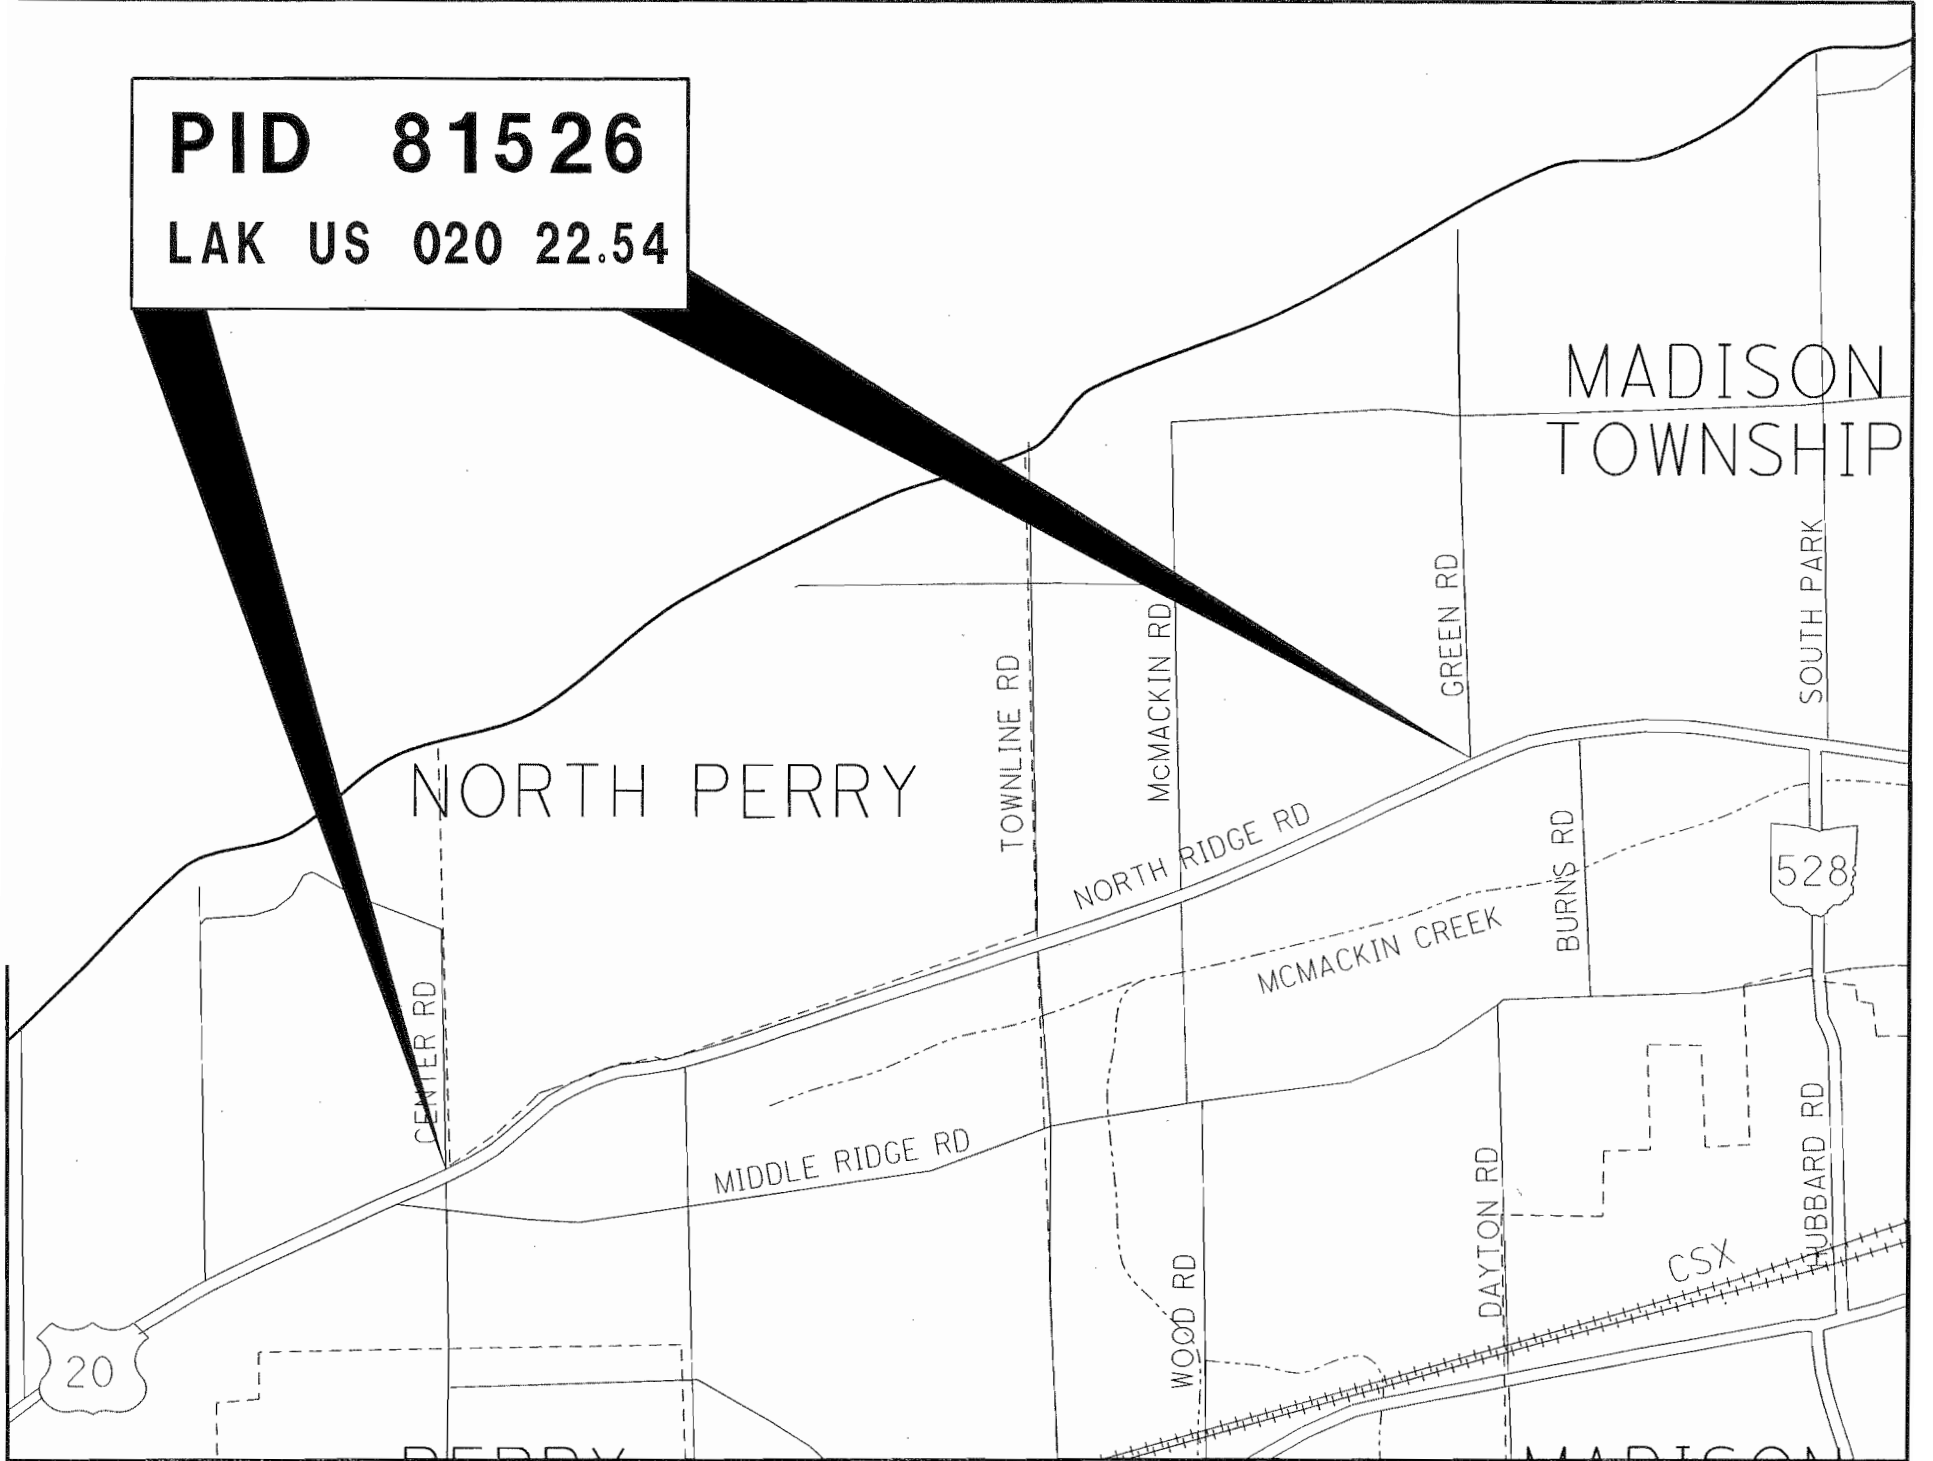 PID 81526
LAK US 020 22.54
MADISON
TOWNSHIP
SOUTH PARK
GREEN RD
McMACKIN RD
TOWNLINE RD
NORTH PERRY
NORTH RIDGE RD
BURNS RD
528
MCMACKIN CREEK
CENTER RD
MIDDLE RIDGE RD
HUBBARD RD
DAYTON RD
CSX
WOOD RD
20
PERRY
MADISON